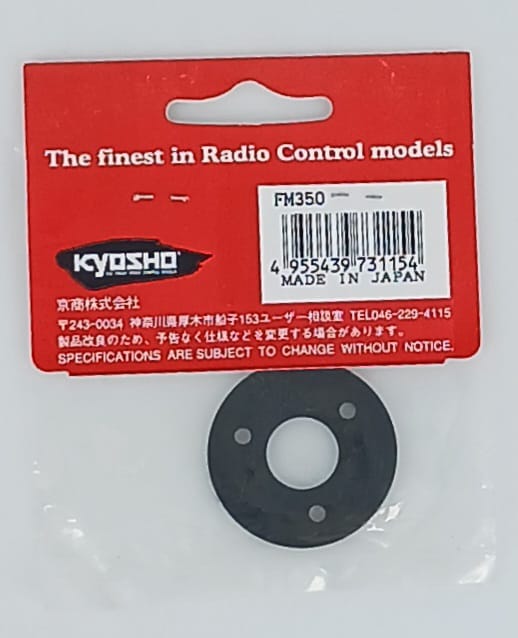 The finest in Radio Control models
FM350
4 955439 731154
MADE IN JAPAN
KYOSHO
京商株式会社
〒243-0034 神奈川県厚木市船子153ユーザー相談室 TEL046-229-4115
製品改良のため、予告なく仕様などを変更する場合があります。
SPECIFICATIONS ARE SUBJECT TO CHANGE WITHOUT NOTICE.